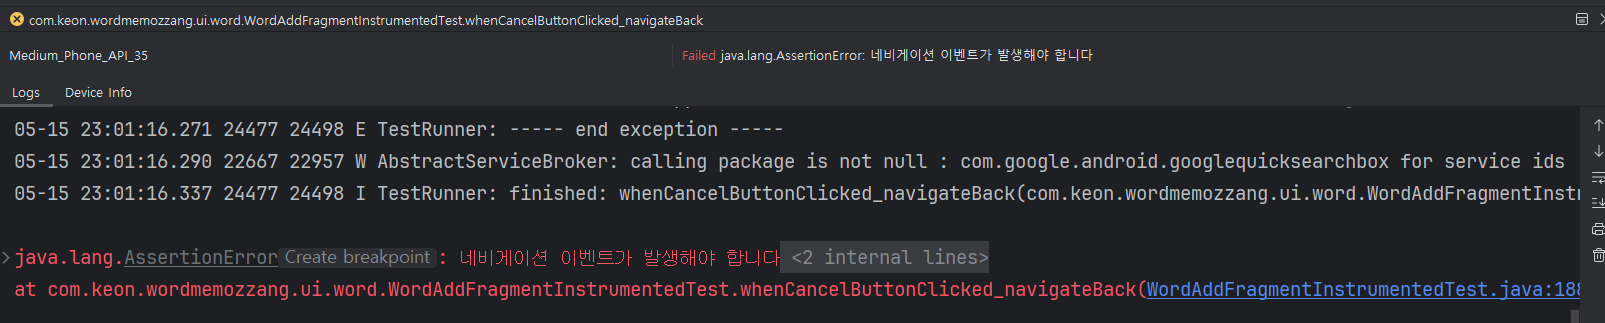 com.keon.wordmemozzang.ui.word.WordAddFragmentInstrumentedTest.whenCancelButtonClicked_navigateBack
Medium_Phone_API_35 Failed java.lang.AssertionError: 네비게이션 이벤트가 발생해야 합니다
Logs Device Info
05-15 23:01:16.271 24477 24498 E TestRunner: ----- end exception -----
05-15 23:01:16.290 22667 22957 W AbstractServiceBroker: calling package is not null : com.google.android.googlequicksearchbox for service ids
05-15 23:01:16.337 24477 24498 I TestRunner: finished: whenCancelButtonClicked_navigateBack(com.keon.wordmemozzang.ui.word.WordAddFragmentInstr
java.lang.AssertionError Create breakpoint : 네비게이션 이벤트가 발생해야 합니다 <2 internal lines>
at com.keon.wordmemozzang.ui.word.WordAddFragmentInstrumentedTest.whenCancelButtonClicked_navigateBack(WordAddFragmentInstrumentedTest.java:188